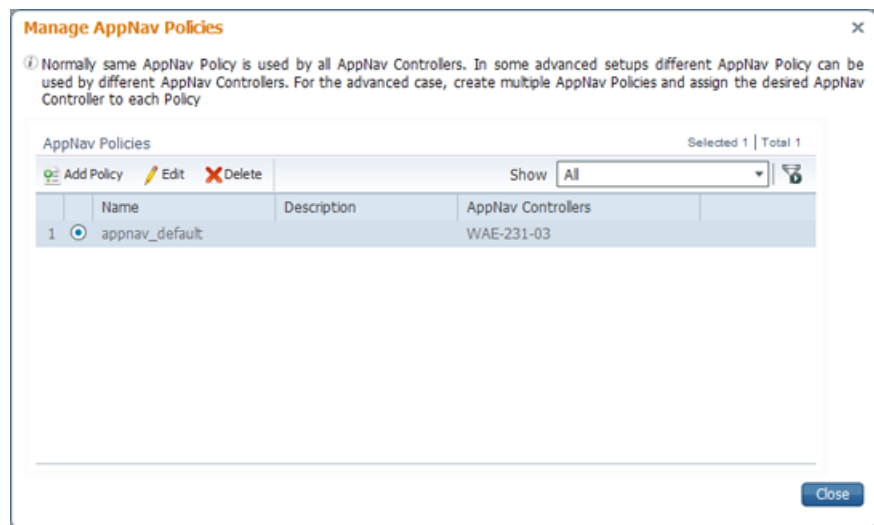 Manage AppNav Policies
Normally same AppNav Policy is used by all AppNav Controllers. In some advanced setups different AppNav Policy can be
used by different AppNav Controllers. For the advanced case, create multiple AppNav Policies and assign the desired AppNav
Controller to each Policy
AppNav Policies Selected 1 | Total 1
Add Policy Edit Delete Show All
Name Description AppNav Controllers
1 appnav_default WAE-231-03
Close